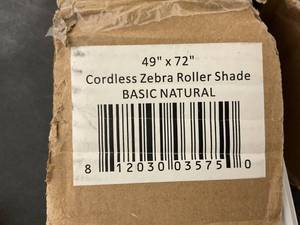 49" x 72"
Cordless Zebra Roller Shade
BASIC NATURAL
8 12030 03575 0